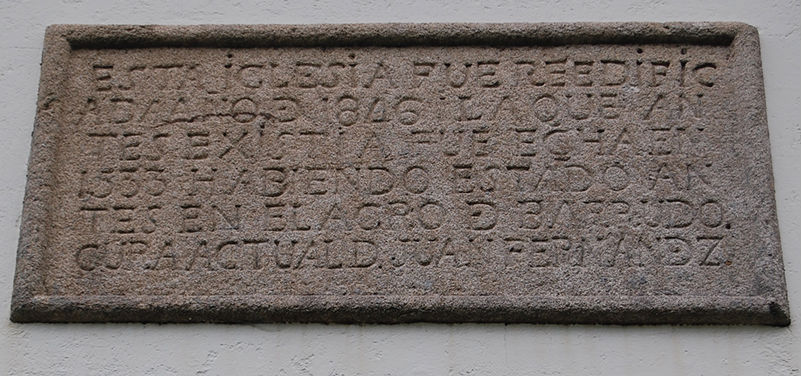 ESTA IGLESIA FUE REEDIFIC
ADA AÑO D 1846 I LA QUE AN
TES EXISTIA FUE ECHA EN
1553 HABIENDO ESTADO AN
TES EN EL AGRO D BARRUDO.
CURA ACTUAL D. JUAN FERNANDZ.